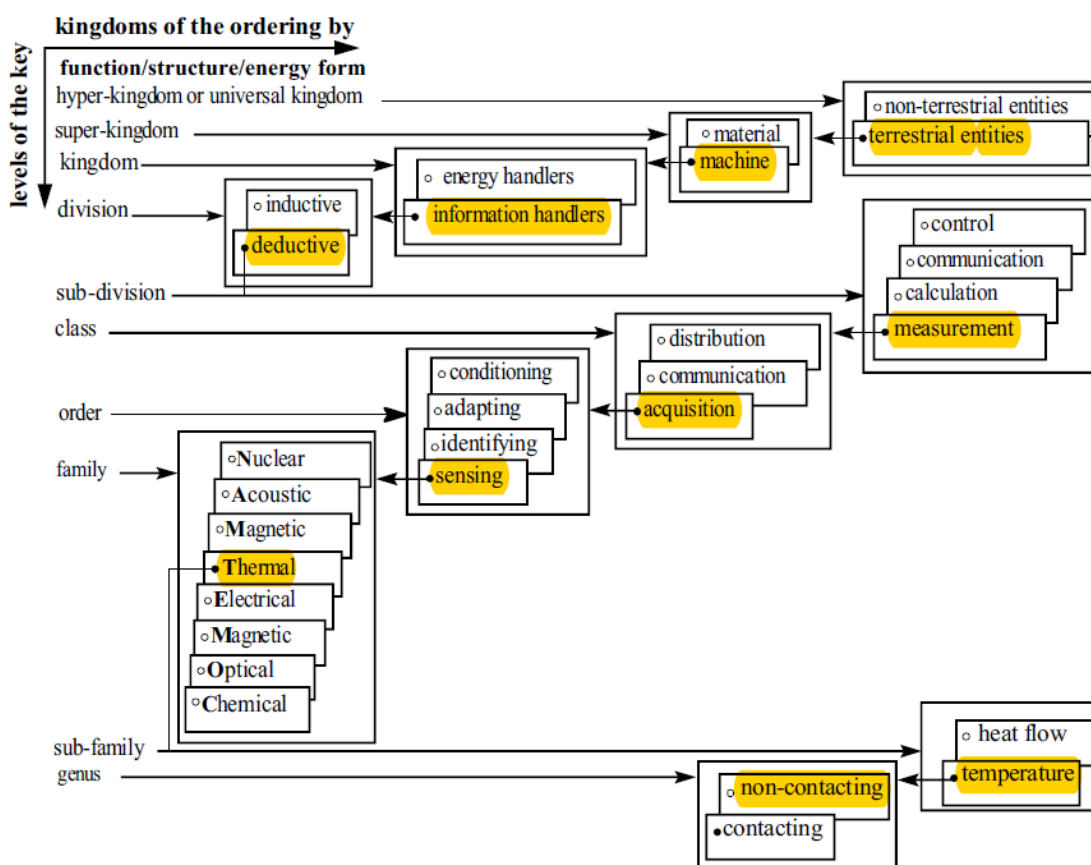 kingdoms of the ordering by
levels of the key
function/structure/energy form
hyper-kingdom or universal kingdom
non-terrestrial entities
terrestrial entities
super-kingdom
material
machine
kingdom
energy handlers
information handlers
division
inductive
deductive
control
communication
calculation
measurement
sub-division
class
distribution
communication
acquisition
order
conditioning
adapting
identifying
sensing
family
Nuclear
Acoustic
Magnetic
Thermal
Electrical
Magnetic
Optical
Chemical
sub-family
heat flow
temperature
genus
non-contacting
contacting